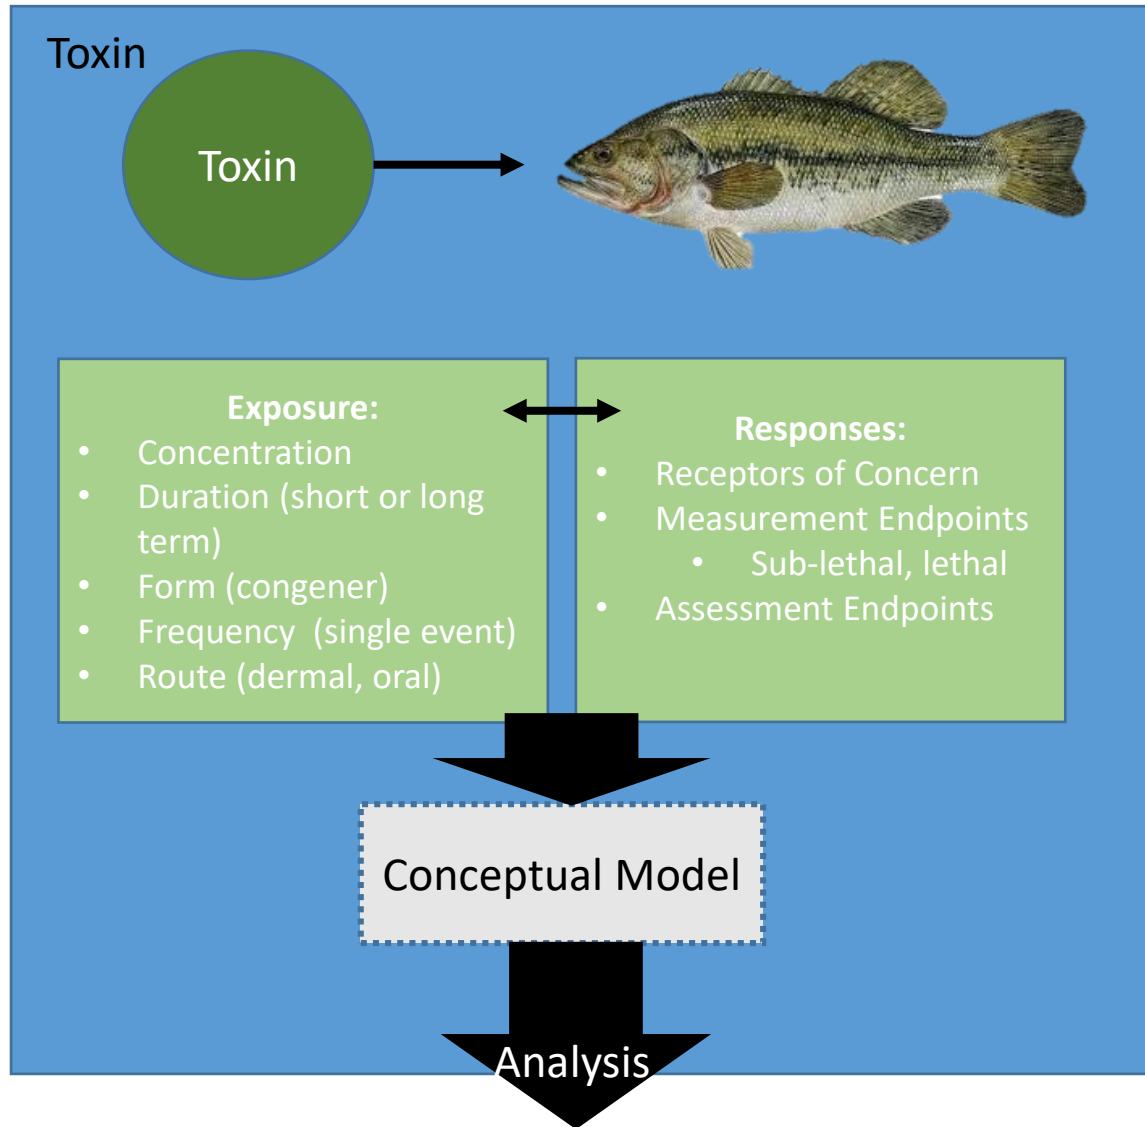 Toxin
Toxin
Exposure:
• Concentration
• Duration (short or long
term)
• Form (congener)
• Frequency  (single event)
• Route (dermal, oral)
Responses:
• Receptors of Concern
• Measurement Endpoints
• Sub-lethal, lethal
• Assessment Endpoints
Conceptual Model
Analysis